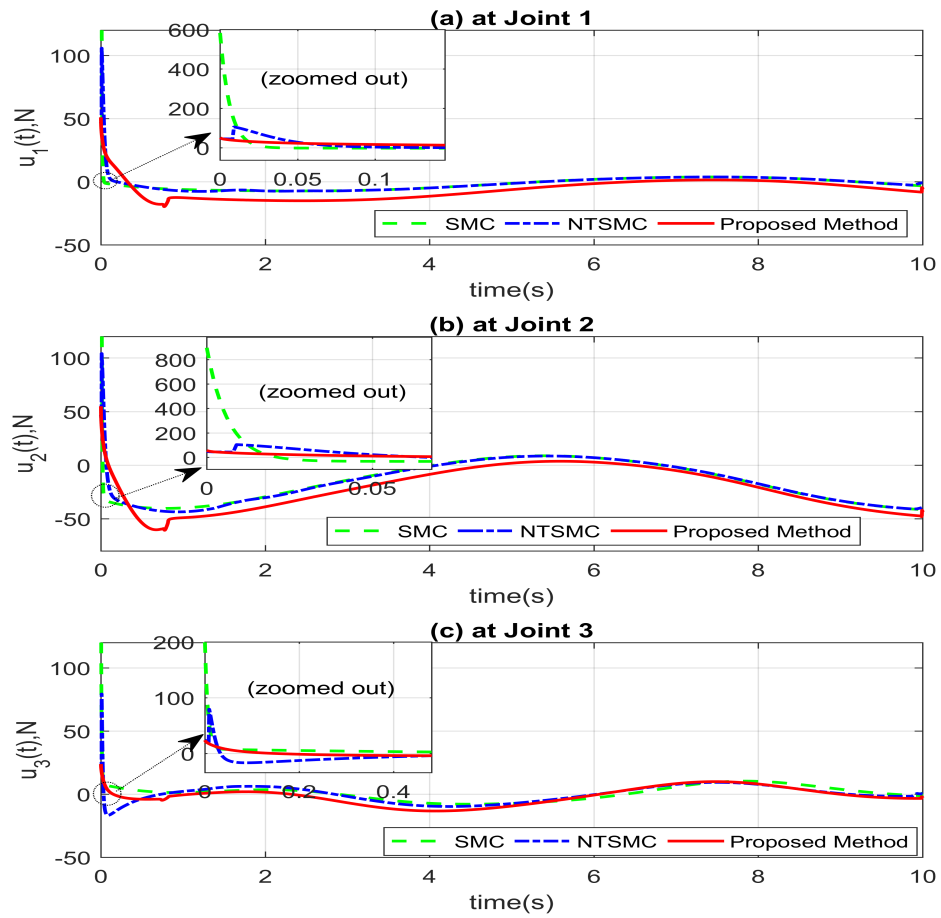 (a) at Joint 1
u1(t),N
100
50
0
-50
600
400
200
0
(zoomed out)
0 0.05 0.1
SMC NTSMC Proposed Method
0 2 4 6 8 10
time(s)
(b) at Joint 2
u2(t),N
100
50
0
-50
800
600
400
200
0
(zoomed out)
0 0.05
SMC NTSMC Proposed Method
0 2 4 6 8 10
time(s)
(c) at Joint 3
u3(t),N
100
50
0
-50
200
100
0
(zoomed out)
0 0.2 0.4
SMC NTSMC Proposed Method
0 2 4 6 8 10
time(s)